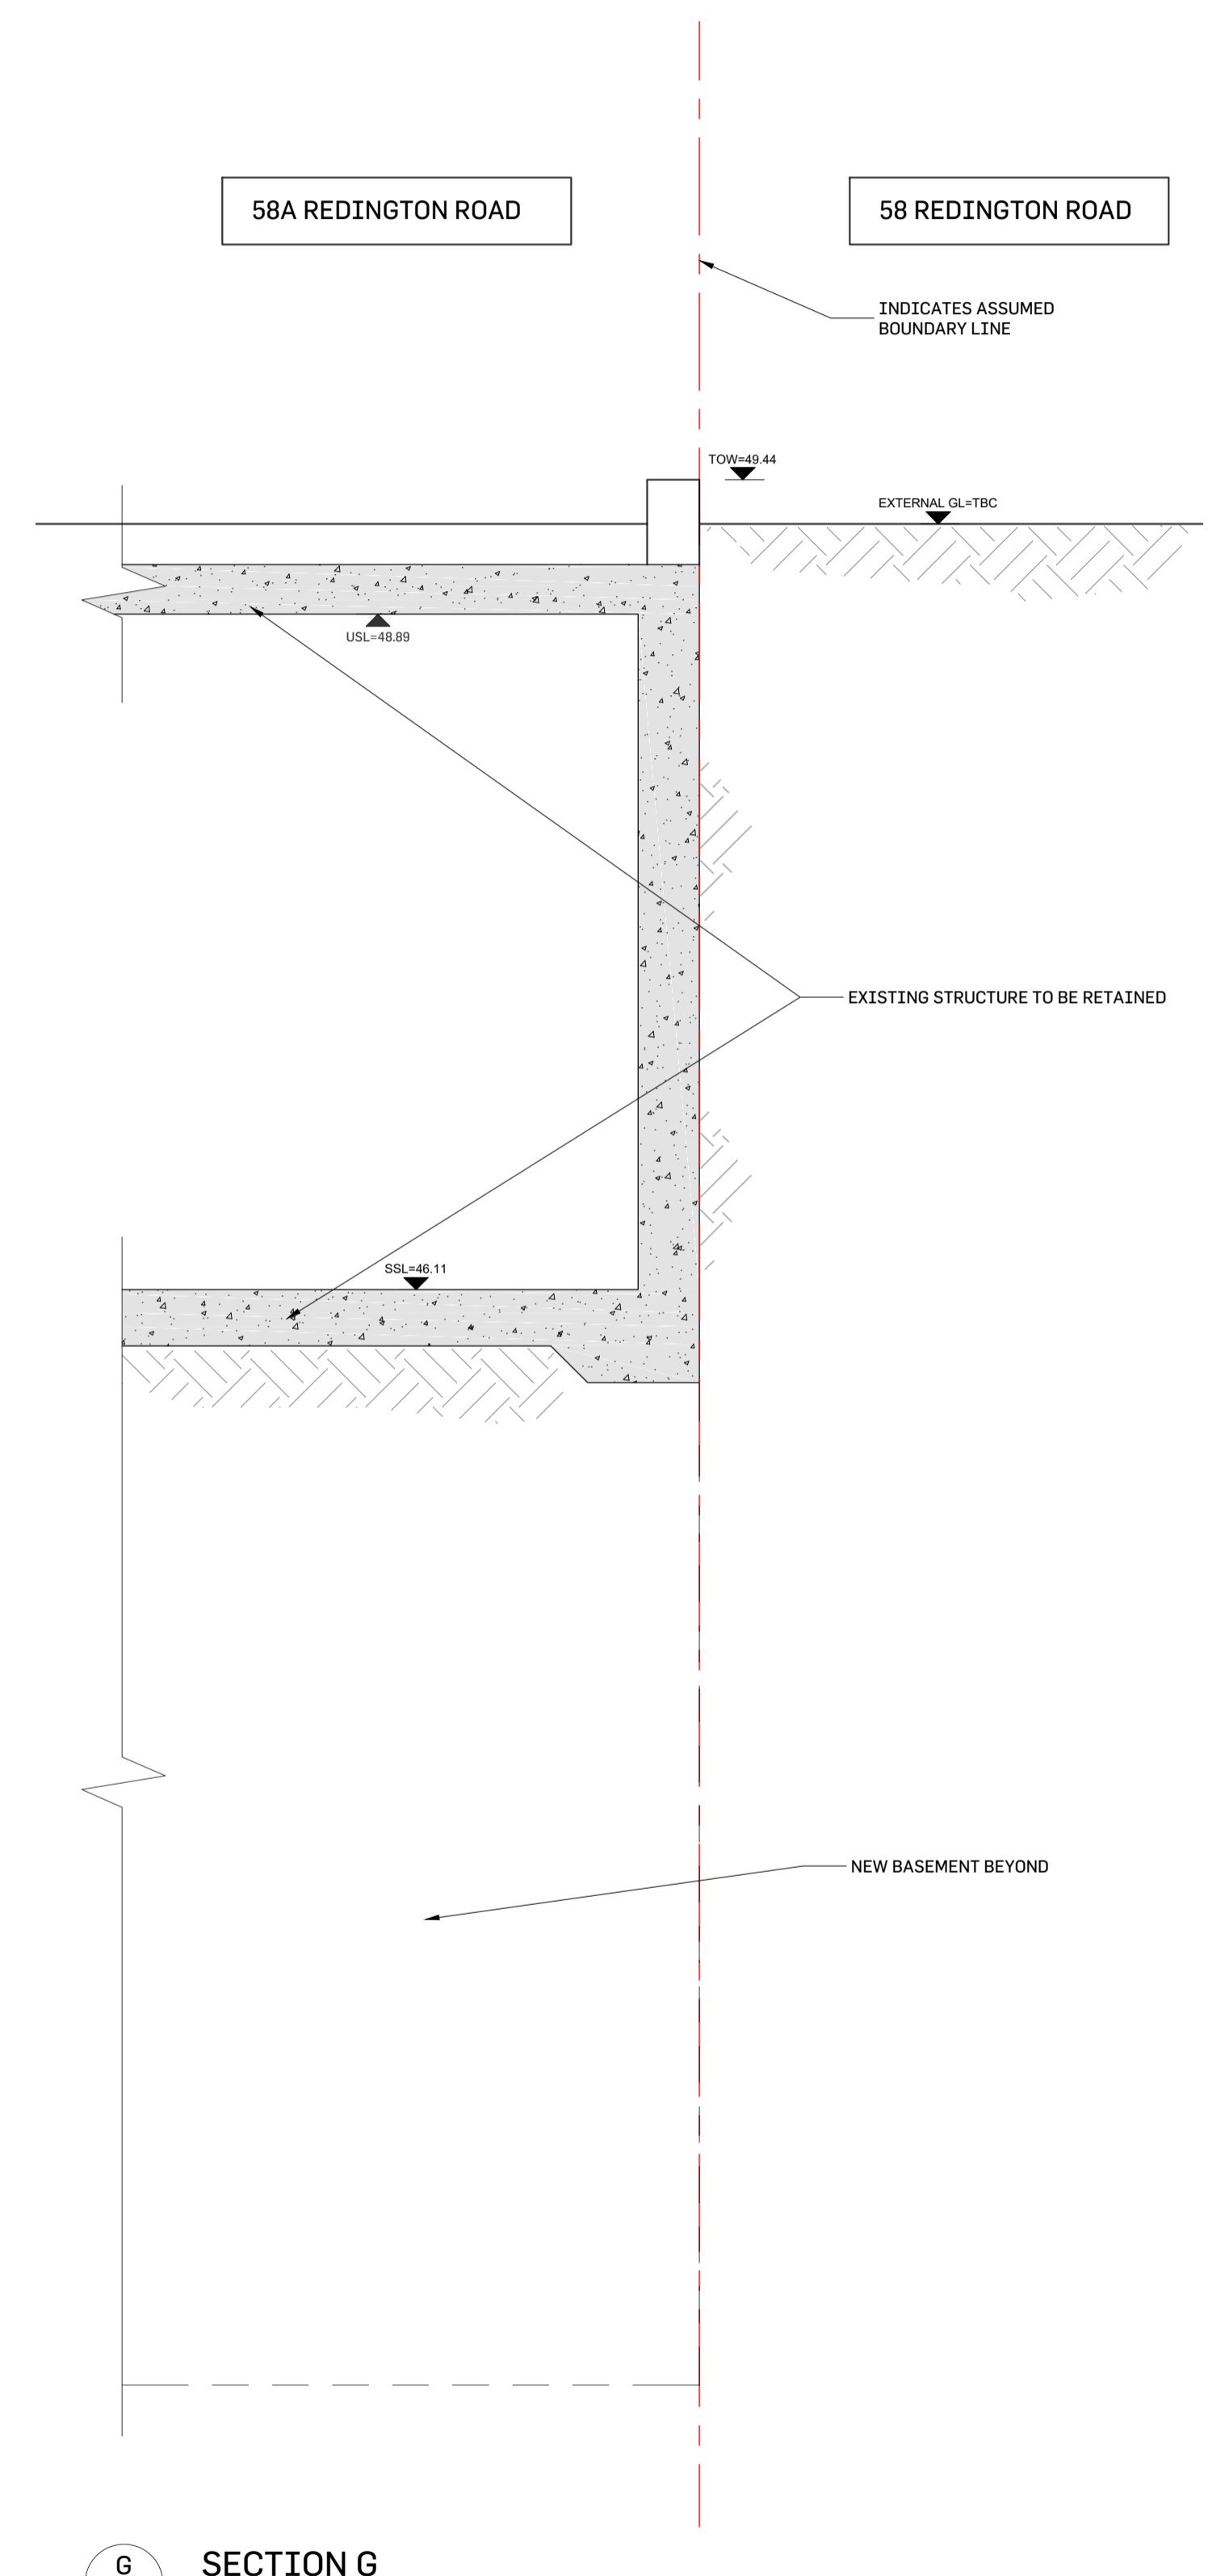 58A REDINGTON ROAD
58 REDINGTON ROAD
INDICATES ASSUMED
BOUNDARY LINE
TOW=49.44
EXTERNAL GL=TBC
USL=48.89
EXISTING STRUCTURE TO BE RETAINED
SSL=46.11
NEW BASEMENT BEYOND
G
SECTION G